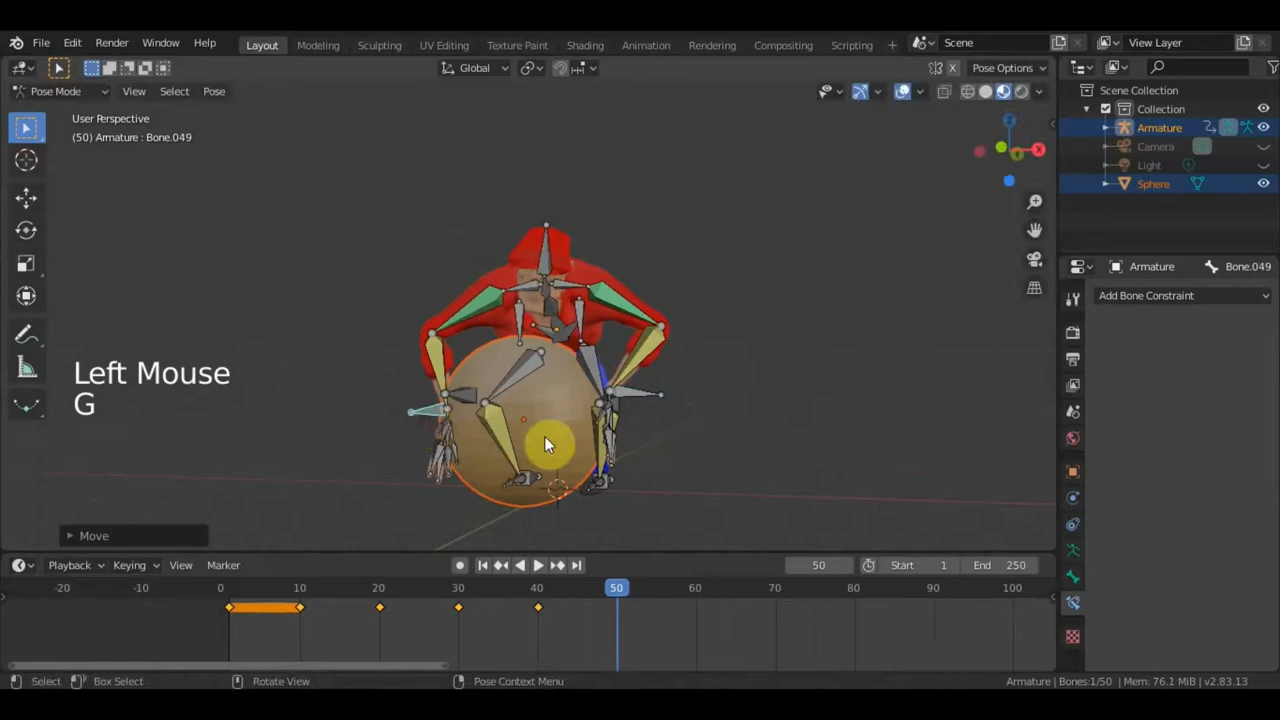 File Edit Render Window Help
Layout Modeling Sculpting UV Editing Texture Paint Shading Animation Rendering Compositing Scripting +
Scene View Layer
Global X Pose Options
Pose Mode View Select Pose
User Perspective
(50) Armature : Bone.049
X
Scene Collection
Collection
Armature
Camera
Light
Sphere
Armature Bone.049
Add Bone Constraint
Left Mouse
G
Move
Playback Keying View Marker 50 Start 1 End 250
-20 -10 0 10 20 30 40 50 60 70 80 90 100
Select Box Select Rotate View Pose Context Menu Armature | Bones:1/50 | Mem: 76.1 MiB | v2.83.13